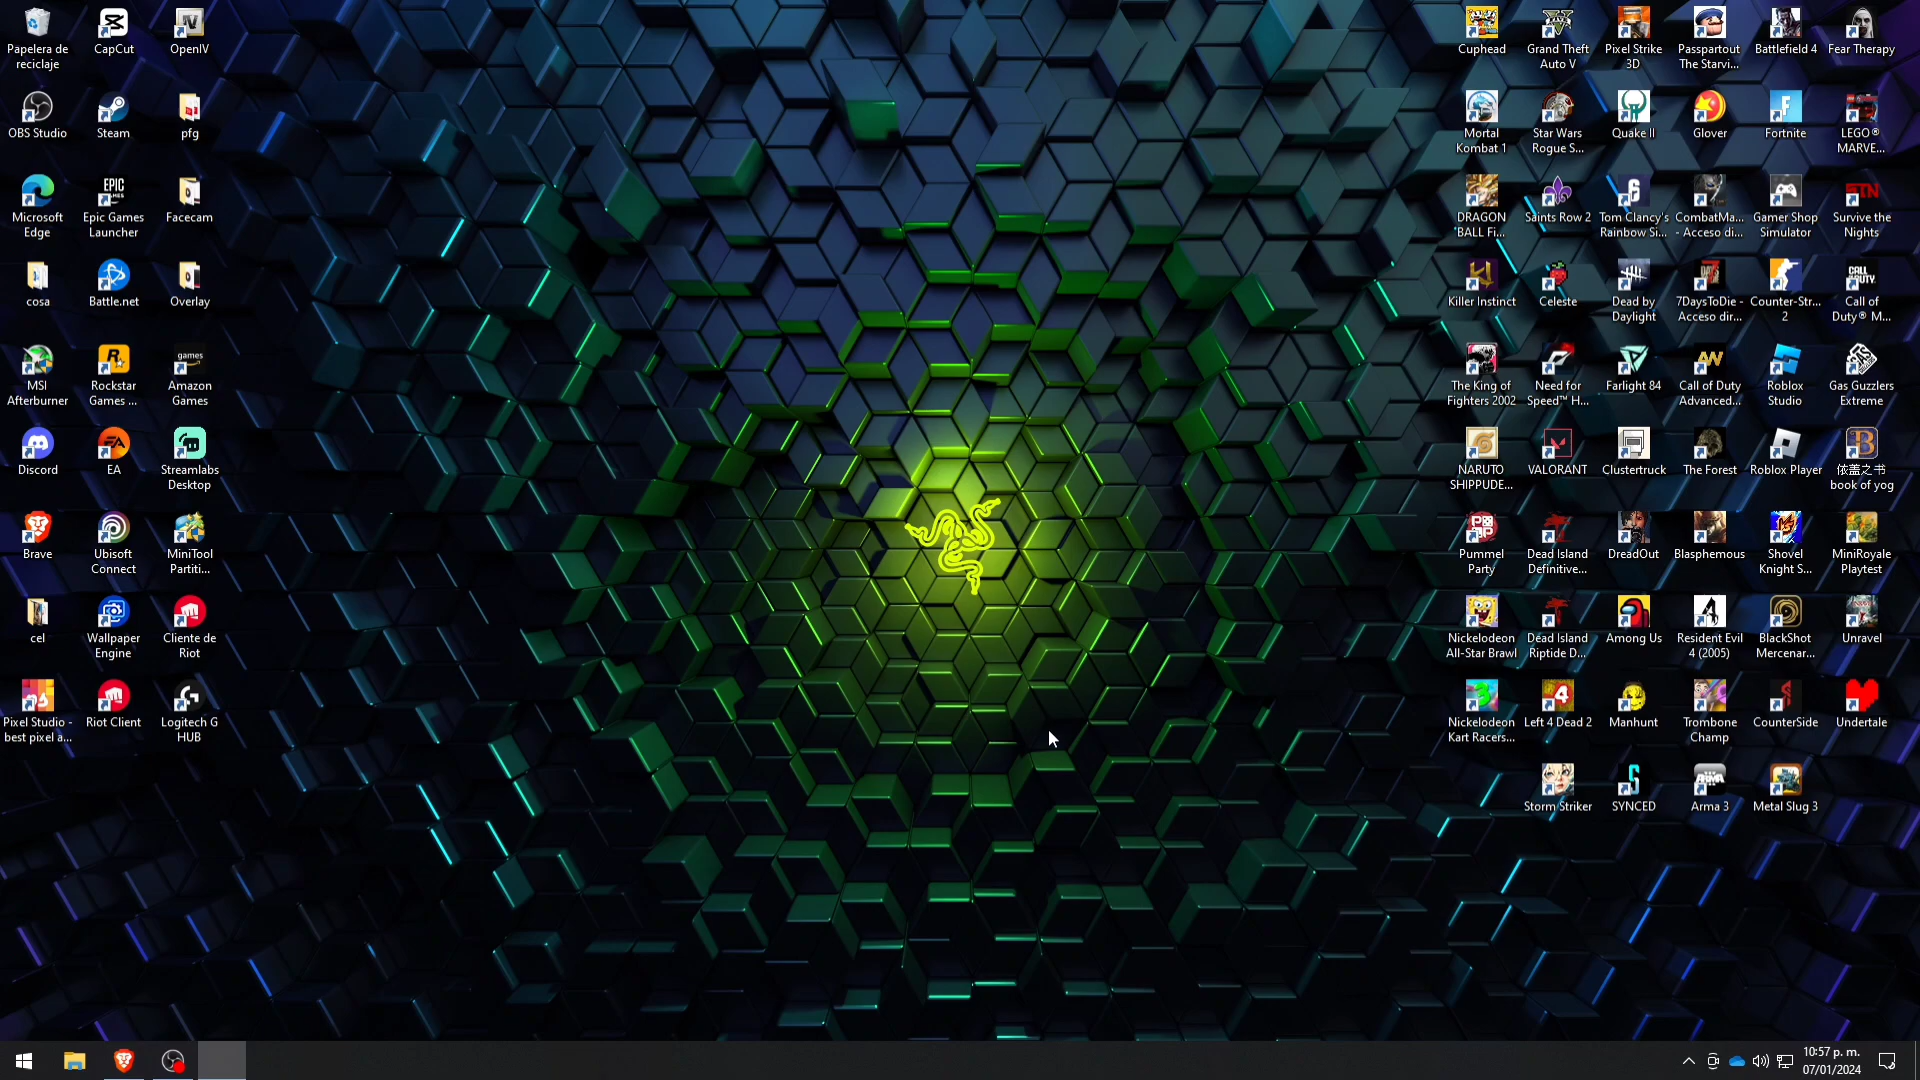 Papelera de
reciclaje
CapCut
OpenIV
OBS Studio
Steam
pfg
Microsoft
Edge
Epic Games
Launcher
Facecam
cosa
Battle.net
Overlay
MSI
Afterburner
Rockstar
Games ...
Amazon
Games
Discord
EA
Streamlabs
Desktop
Brave
Ubisoft
Connect
MiniTool
Partiti...
cel
Wallpaper
Engine
Cliente de
Riot
Pixel Studio -
best pixel a...
Riot Client
Logitech G
HUB
Cuphead
Grand Theft
Auto V
Pixel Strike
3D
Passpartout
The Starvi...
Battlefield 4
Fear Therapy
Mortal
Kombat 1
Star Wars
Rogue S...
Quake II
Glover
Fortnite
LEGO®
MARVE...
DRAGON
BALL Fi...
Saints Row 2
Tom Clancy's
Rainbow Si...
CombatMa...
- Acceso di...
Gamer Shop
Simulator
Survive the
Nights
Killer Instinct
Celeste
Dead by
Daylight
7DaysToDie -
Acceso dir...
Counter-Str...
2
Call of
Duty® M...
The King of
Fighters 2002
Need for
Speed™ H...
Farlight 84
Call of Duty
Advanced...
Roblox
Studio
Gas Guzzlers
Extreme
NARUTO
SHIPPUDE...
VALORANT
Clustertruck
The Forest
Roblox Player
依盖之书
book of yog
Pummel
Party
Dead Island
Definitive...
DreadOut
Blasphemous
Shovel
Knight S...
MiniRoyale
Playtest
Nickelodeon
All-Star Brawl
Dead Island
Riptide D...
Among Us
Resident Evil
4 (2005)
BlackShot
Mercenar...
Unravel
Nickelodeon
Kart Racers...
Left 4 Dead 2
Manhunt
Trombone
Champ
CounterSide
Undertale
Storm Striker
SYNCED
Arma 3
Metal Slug 3
10:57 p. m.
07/01/2024